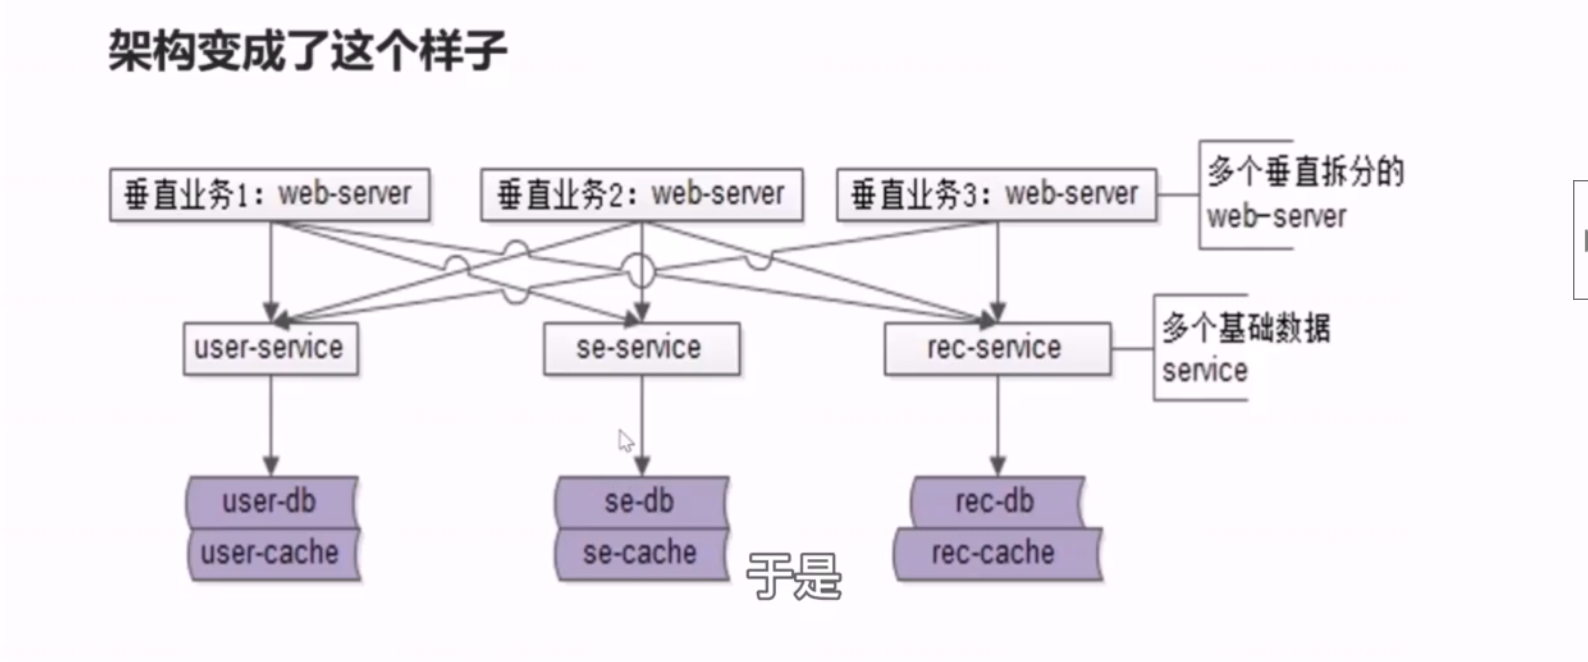 架构变成了这个样子
垂直业务1：web-server
垂直业务2：web-server
垂直业务3：web-server
多个垂直拆分的
web-server
user-service
se-service
rec-service
多个基础数据
service
user-db
se-db
rec-db
user-cache
se-cache
rec-cache
于是